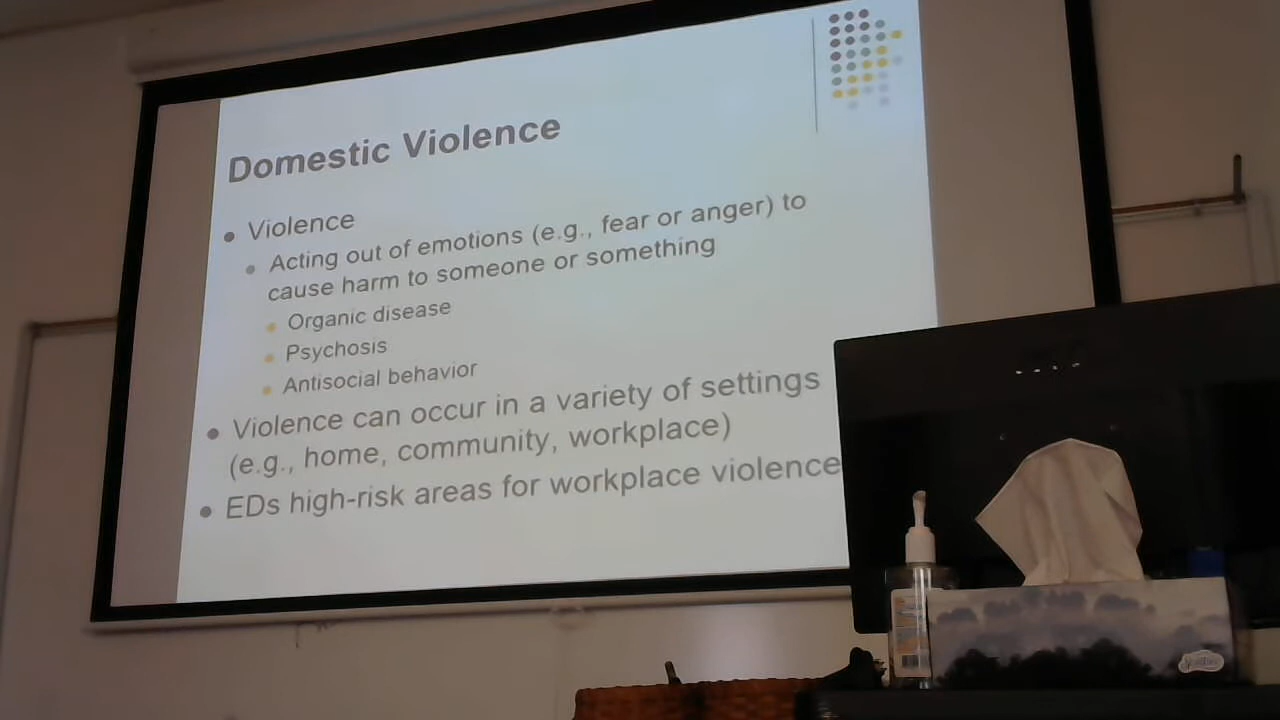 Domestic Violence
• Violence
• Acting out of emotions (e.g., fear or anger) to
cause harm to someone or something
• Organic disease
• Psychosis
• Antisocial behavior
• Violence can occur in a variety of settings
(e.g., home, community, workplace)
• EDs high-risk areas for workplace violence